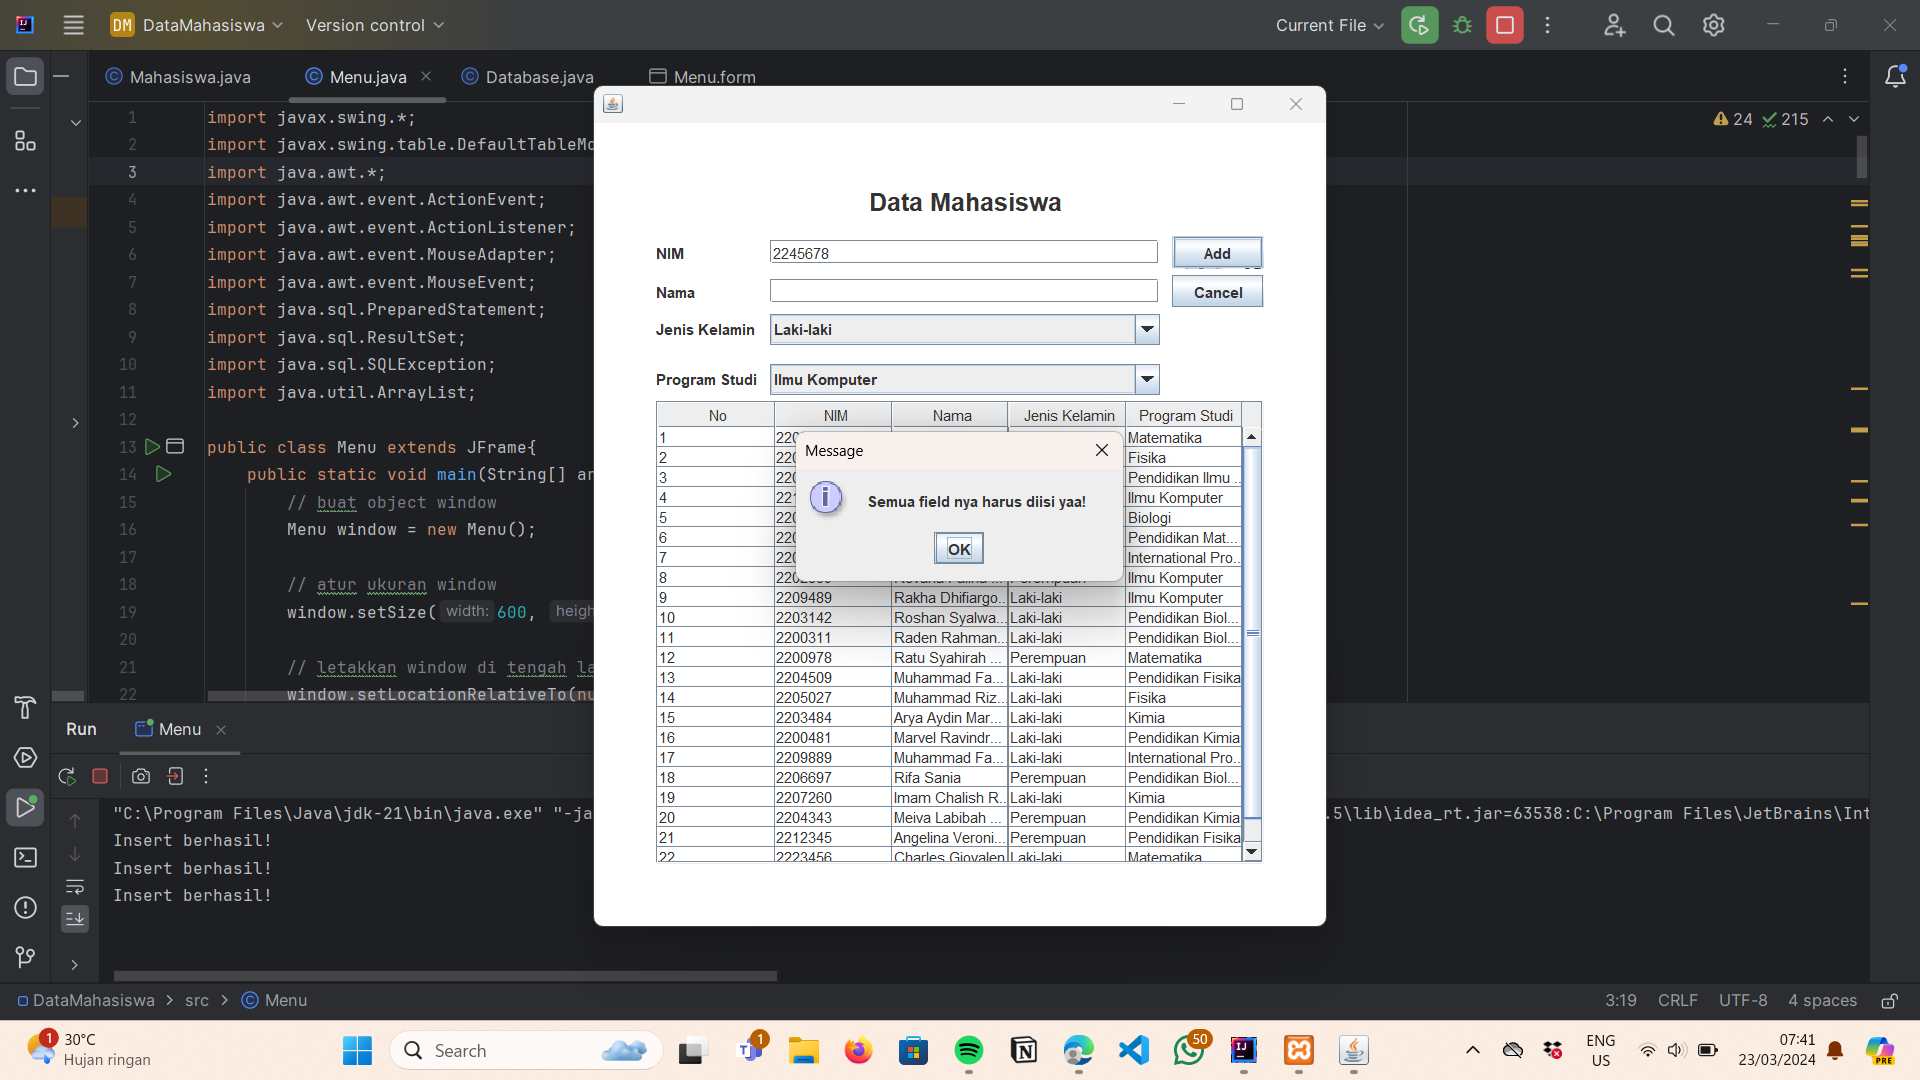 DM DataMahasiswa Version control Current File
Mahasiswa.java Menu.java Database.java Menu.form
24 215
1 import javax.swing.*;
2 import javax.swing.table.DefaultTableMo
3 import java.awt.*;
4 import java.awt.event.ActionEvent;
5 import java.awt.event.ActionListener;
6 import java.awt.event.MouseAdapter;
7 import java.awt.event.MouseEvent;
8 import java.sql.PreparedStatement;
9 import java.sql.ResultSet;
10 import java.sql.SQLException;
11 import java.util.ArrayList;
12
13 public class Menu extends JFrame{
14 public static void main(String[] ar
15 // buat object window
16 Menu window = new Menu();
17
18 // atur ukuran window
19 window.setSize( width: 600, heigh
20
21 // letakkan window di tengah la
22 window.setLocationRelativeTo(nu
Data Mahasiswa
NIM 2245678 Add
Nama Cancel
Jenis Kelamin Laki-laki
Program Studi Ilmu Komputer
No NIM Nama Jenis Kelamin Program Studi
1 220 Matematika
2 220 Fisika
3 220 Pendidikan Ilmu ...
4 221 Ilmu Komputer
5 220 Biologi
6 220 Pendidikan Mat...
7 220 International Pro...
8 Perempuan Ilmu Komputer
9 2209489 Rakha Dhifiargo... Laki-laki Ilmu Komputer
10 2203142 Roshan Syalwa... Laki-laki Pendidikan Biol...
11 2200311 Raden Rahman... Laki-laki Pendidikan Biol...
12 2200978 Ratu Syahirah ... Perempuan Matematika
13 2204509 Muhammad Fa... Laki-laki Pendidikan Fisika
14 2205027 Muhammad Riz... Laki-laki Fisika
15 2203484 Arya Aydin Mar... Laki-laki Kimia
16 2200481 Marvel Ravindr... Laki-laki Pendidikan Kimia
17 2209889 Muhammad Fa... Laki-laki International Pro...
18 2206697 Rifa Sania Perempuan Pendidikan Biol...
19 2207260 Imam Chalish R... Laki-laki Kimia
20 2204343 Meiva Labibah ... Perempuan Pendidikan Kimia
21 2212345 Angelina Veroni... Perempuan Pendidikan Fisika
22 2223456 Charles Giovalen Laki-laki Matematika
Message
Semua field nya harus diisi yaa!
OK
Run Menu
"C:\Program Files\Java\jdk-21\bin\java.exe" "-ja .5\lib\idea_rt.jar=63538:C:\Program Files\JetBrains\Int
Insert berhasil!
Insert berhasil!
Insert berhasil!
DataMahasiswa > src > Menu 3:19 CRLF UTF-8 4 spaces
1 30°C
Hujan ringan
Search
1
50
PRE
ENG
US
07:41
23/03/2024